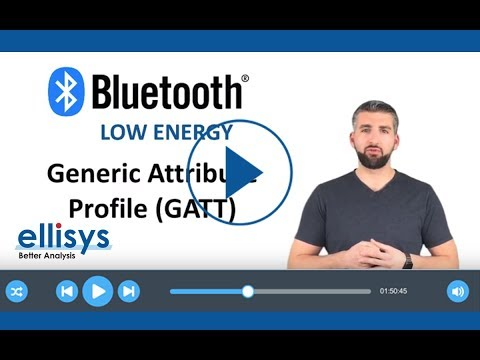 Bluetooth®
LOW ENERGY
Generic Attribute
Profile (GATT)
ellisys
Better Analysis
01:50:45